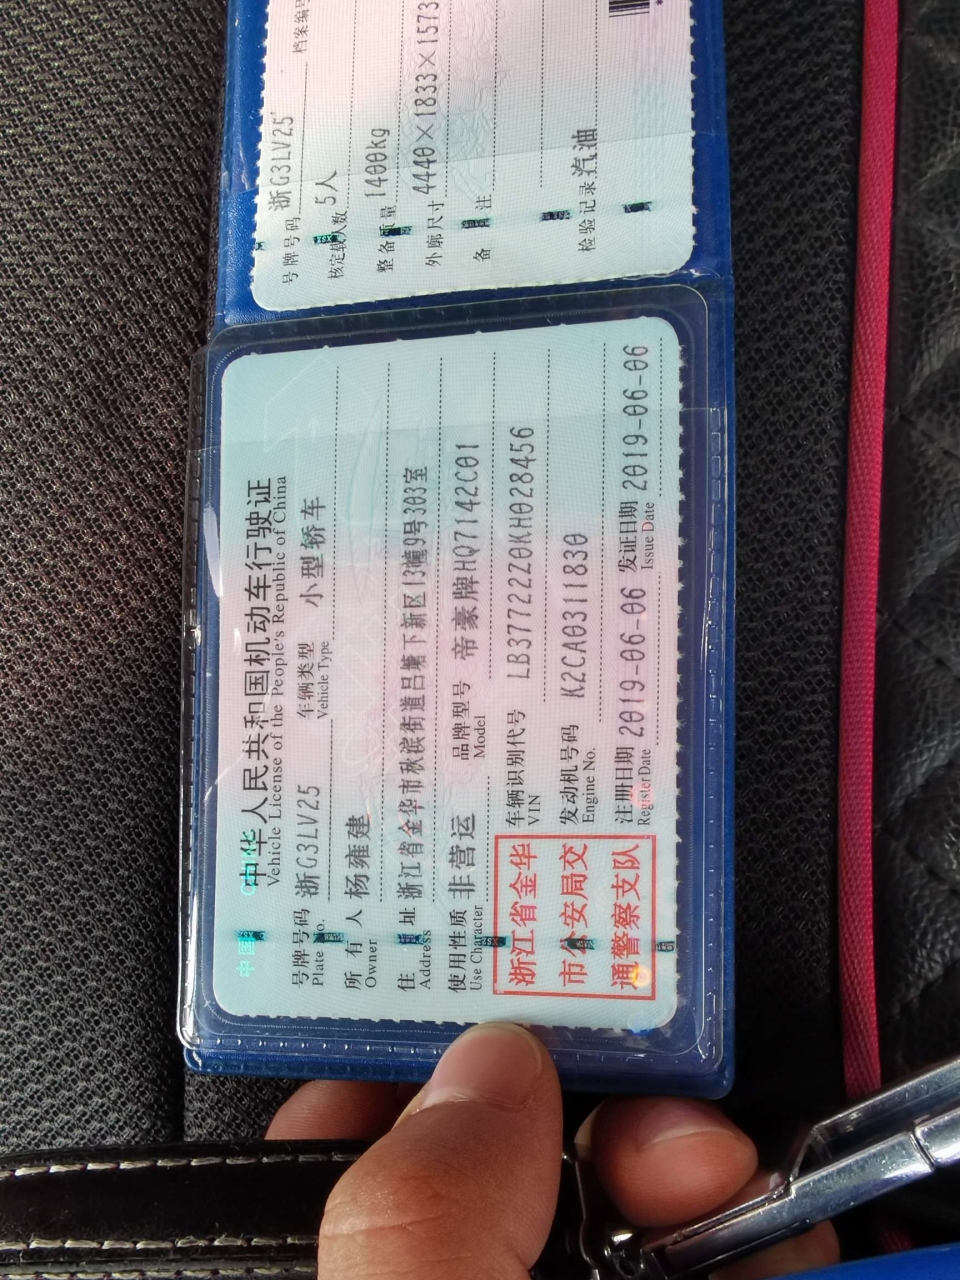 中华人民共和国机动车行驶证
Vehicle License of the People's Republic of China
号牌号码 浙G3LV25 车辆类型 小型轿车
Plate No. Vehicle Type
所有人 杨雍建
Owner
住址 浙江省金华市秋滨街道吕塘下新区13幢9号303室
Address
使用性质 非营运 品牌型号 帝豪牌HQ7142C01
Use Character Model
浙江省金华
市公安局交
通警察支队
车辆识别代号 LB37722Z0KH028456
VIN
发动机号码 K2CA0311830
Engine No.
注册日期 2019-06-06 发证日期 2019-06-06
Register Date Issue Date
号牌号码 浙G3LV25 档案编号
核定载人数 5人
整备质量 1400kg
外廓尺寸 4440×1833×1573
备注
检验记录 汽油